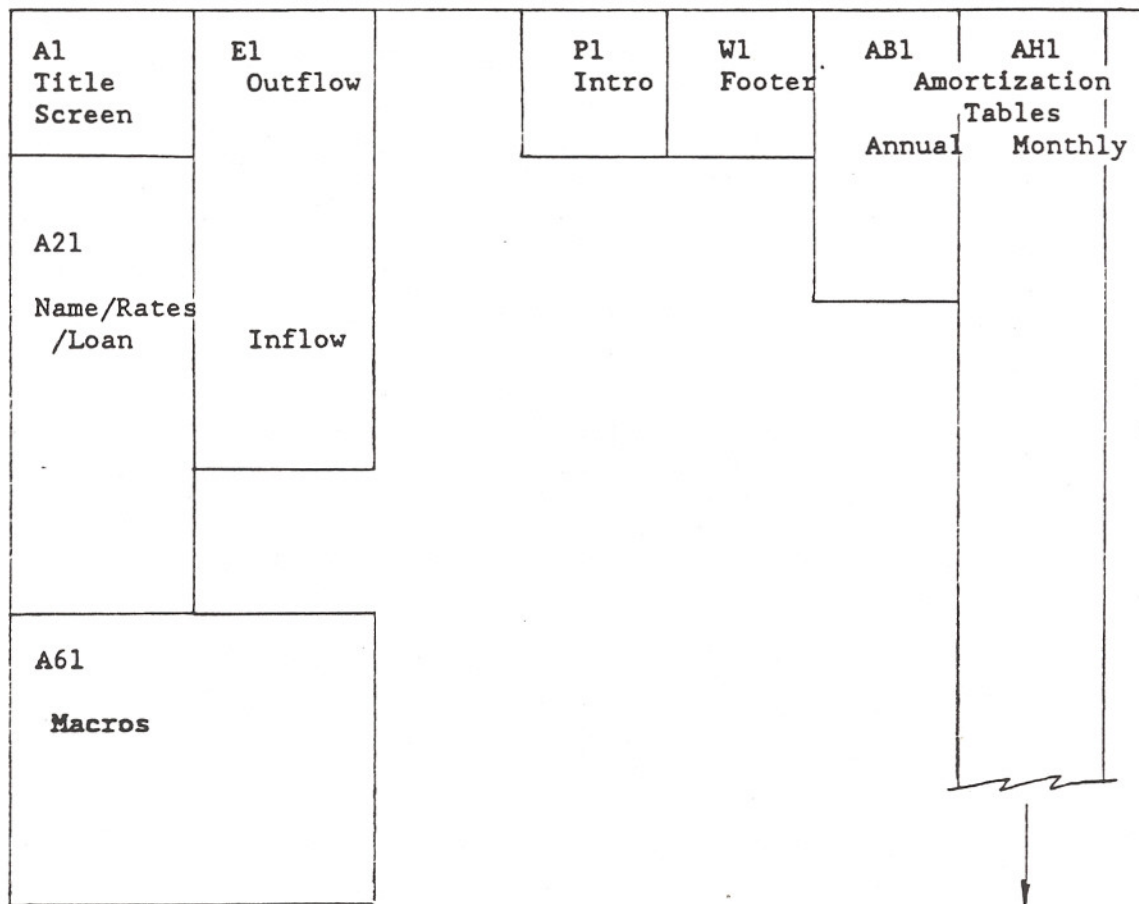 A1
Title
Screen
E1
Outflow
Inflow
P1
Intro
W1
Footer
AB1 AH1
Amortization
Tables
Annual Monthly
A21
Name/Rates
/Loan
A61
Macros